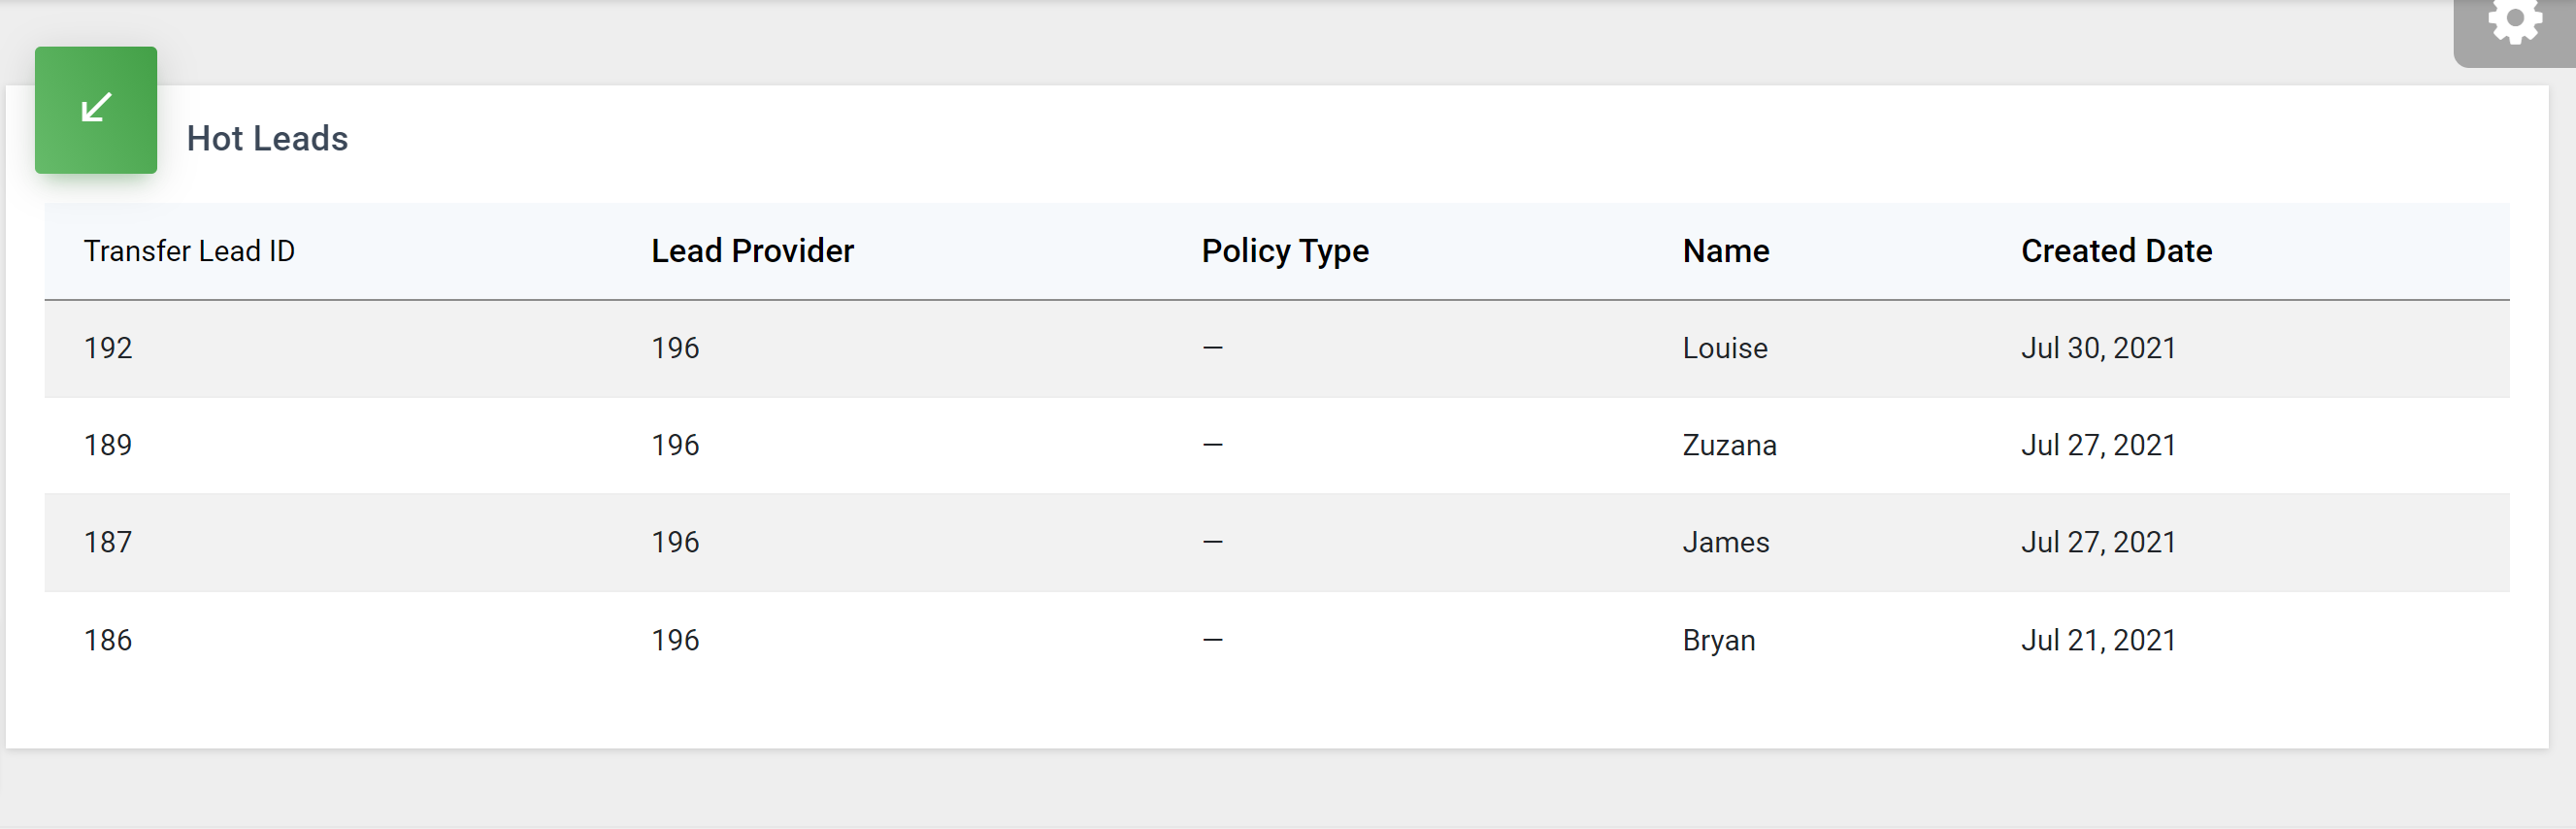 Hot Leads
Transfer Lead ID Lead Provider Policy Type Name Created Date
192 196 — Louise Jul 30, 2021
189 196 — Zuzana Jul 27, 2021
187 196 — James Jul 27, 2021
186 196 — Bryan Jul 21, 2021